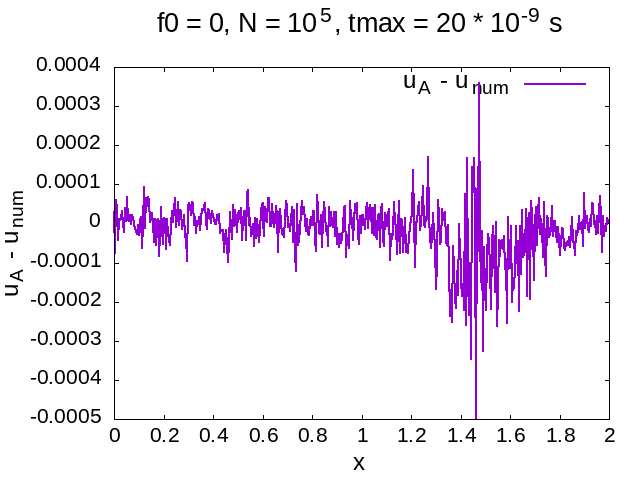 f0 = 0, N = 10^5, tmax = 20 * 10^-9 s
u_A - u_num
0.0004
0.0003
0.0002
0.0001
0
-0.0001
-0.0002
-0.0003
-0.0004
-0.0005
u_A - u_num
0 0.2 0.4 0.6 0.8 1 1.2 1.4 1.6 1.8 2
x